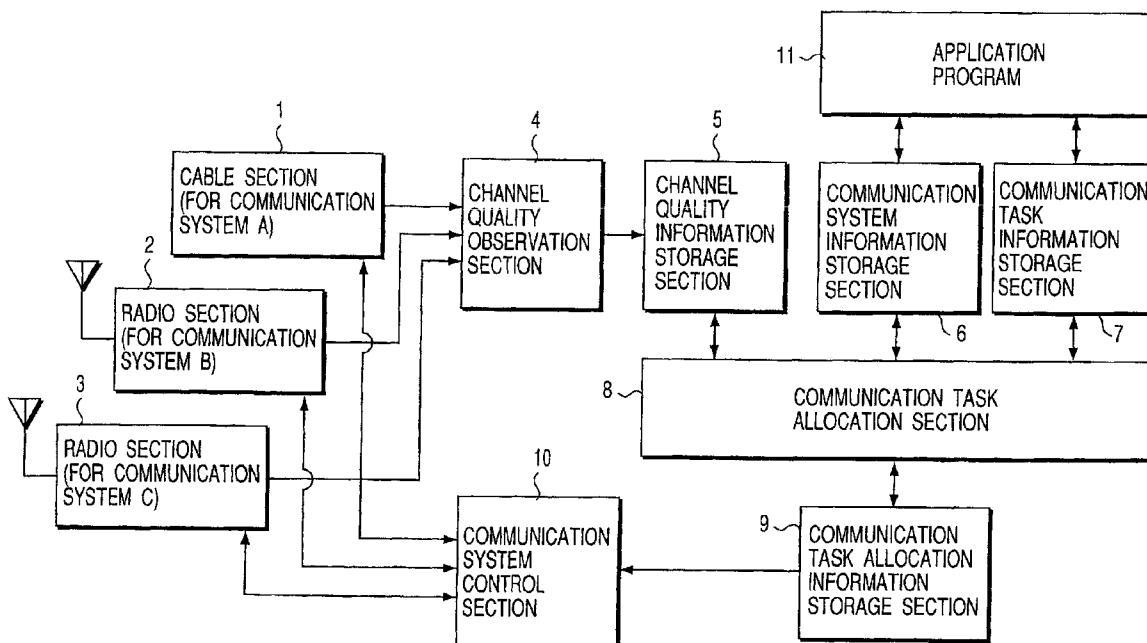 11
APPLICATION
PROGRAM
1
CABLE SECTION
(FOR COMMUNICATION
SYSTEM A)
4
CHANNEL
QUALITY
OBSERVATION
SECTION
5
CHANNEL
QUALITY
INFORMATION
STORAGE
SECTION
COMMUNICATION
SYSTEM
INFORMATION
STORAGE
SECTION
6
COMMUNICATION
TASK
INFORMATION
STORAGE
SECTION
7
2
RADIO SECTION
(FOR COMMUNICATION
SYSTEM B)
3
RADIO SECTION
(FOR COMMUNICATION
SYSTEM C)
8
COMMUNICATION TASK
ALLOCATION SECTION
10
COMMUNICATION
SYSTEM
CONTROL
SECTION
9
COMMUNICATION
TASK ALLOCATION
INFORMATION
STORAGE SECTION